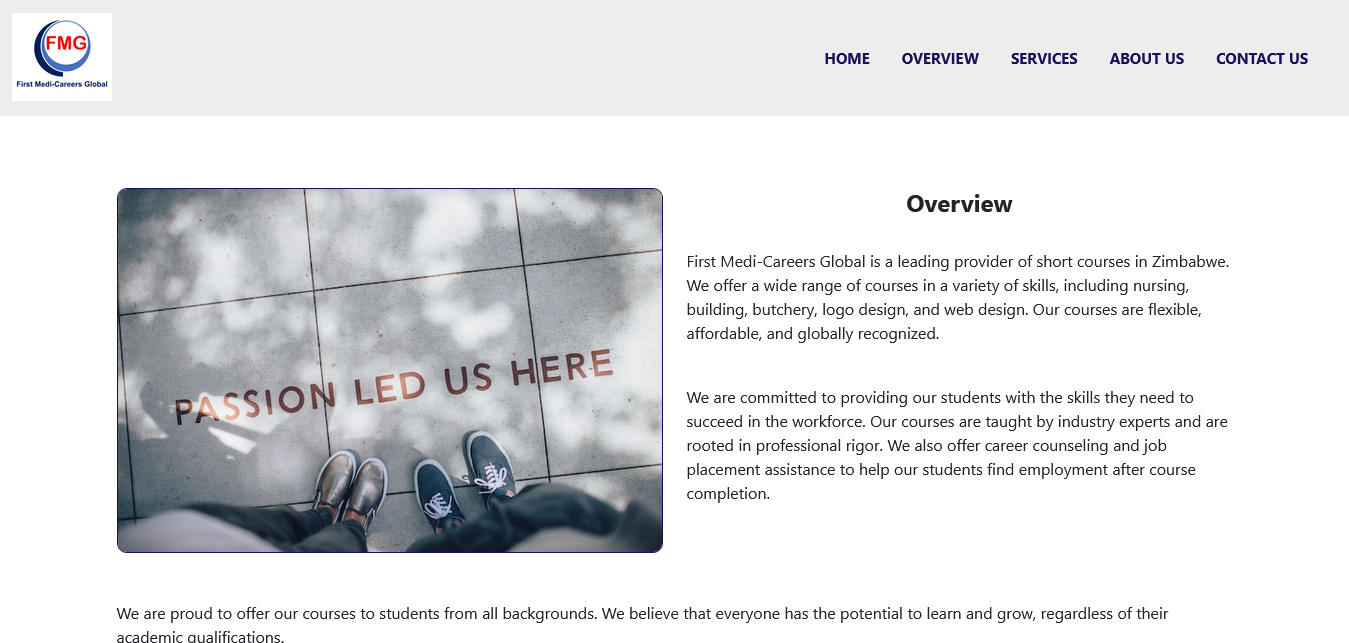 FMG
First Medi-Careers Global
HOME OVERVIEW SERVICES ABOUT US CONTACT US
PASSION LED US HERE
Overview
First Medi-Careers Global is a leading provider of short courses in Zimbabwe.
We offer a wide range of courses in a variety of skills, including nursing,
building, butchery, logo design, and web design. Our courses are flexible,
affordable, and globally recognized.
We are committed to providing our students with the skills they need to
succeed in the workforce. Our courses are taught by industry experts and are
rooted in professional rigor. We also offer career counseling and job
placement assistance to help our students find employment after course
completion.
We are proud to offer our courses to students from all backgrounds. We believe that everyone has the potential to learn and grow, regardless of their
academic qualifications.